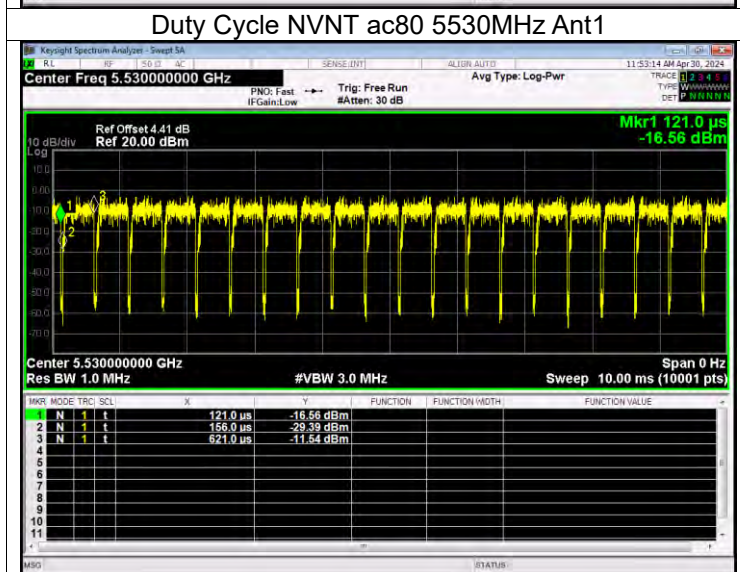 Duty Cycle NVNT ac80 5530MHz Ant1
Keysight Spectrum Analyzer - Swept SA
RL RF 50 Ω AC SENSE:INT ALIGN AUTO 11:53:14 AM Apr 30, 2024
Center Freq 5.530000000 GHz Avg Type: Log-Pwr TRACE 1 2 3 4 5 6
PNO: Fast Trig: Free Run TYPE W
IFGain:Low #Atten: 30 dB DET P N N N N N
Mkr1 121.0 µs
Ref Offset 4.41 dB
10 dB/div Ref 20.00 dBm -16.56 dBm
Log
10.0
0.00
-10.0
-20.0
-30.0
-40.0
-50.0
-60.0
-70.0
1
2
3
Center 5.530000000 GHz Span 0 Hz
Res BW 1.0 MHz #VBW 3.0 MHz Sweep 10.00 ms (10001 pts)
MKR MODE TRC SCL X Y FUNCTION FUNCTION WIDTH FUNCTION VALUE
1 N 1 t 121.0 µs -16.56 dBm
2 N 1 t 156.0 µs -29.39 dBm
3 N 1 t 621.0 µs -11.54 dBm
4
5
6
7
8
9
10
11
MSG STATUS